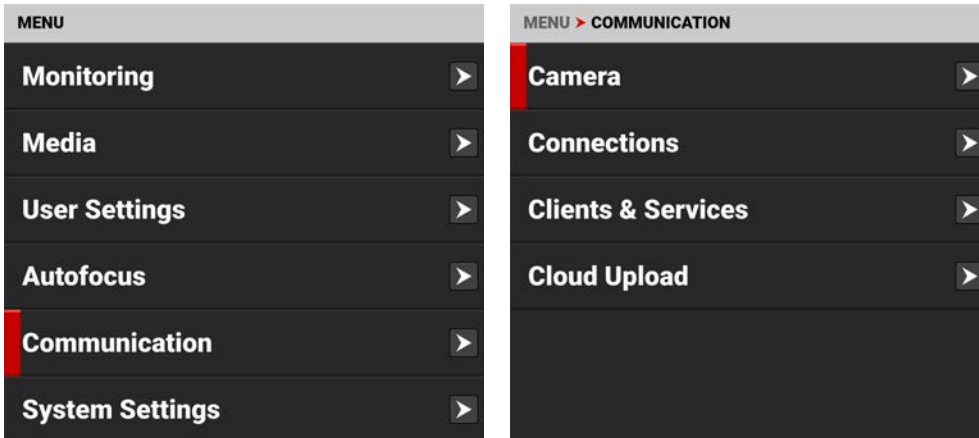 MENU
Monitoring
Media
User Settings
Autofocus
Communication
System Settings
MENU ➤ COMMUNICATION
Camera
Connections
Clients & Services
Cloud Upload